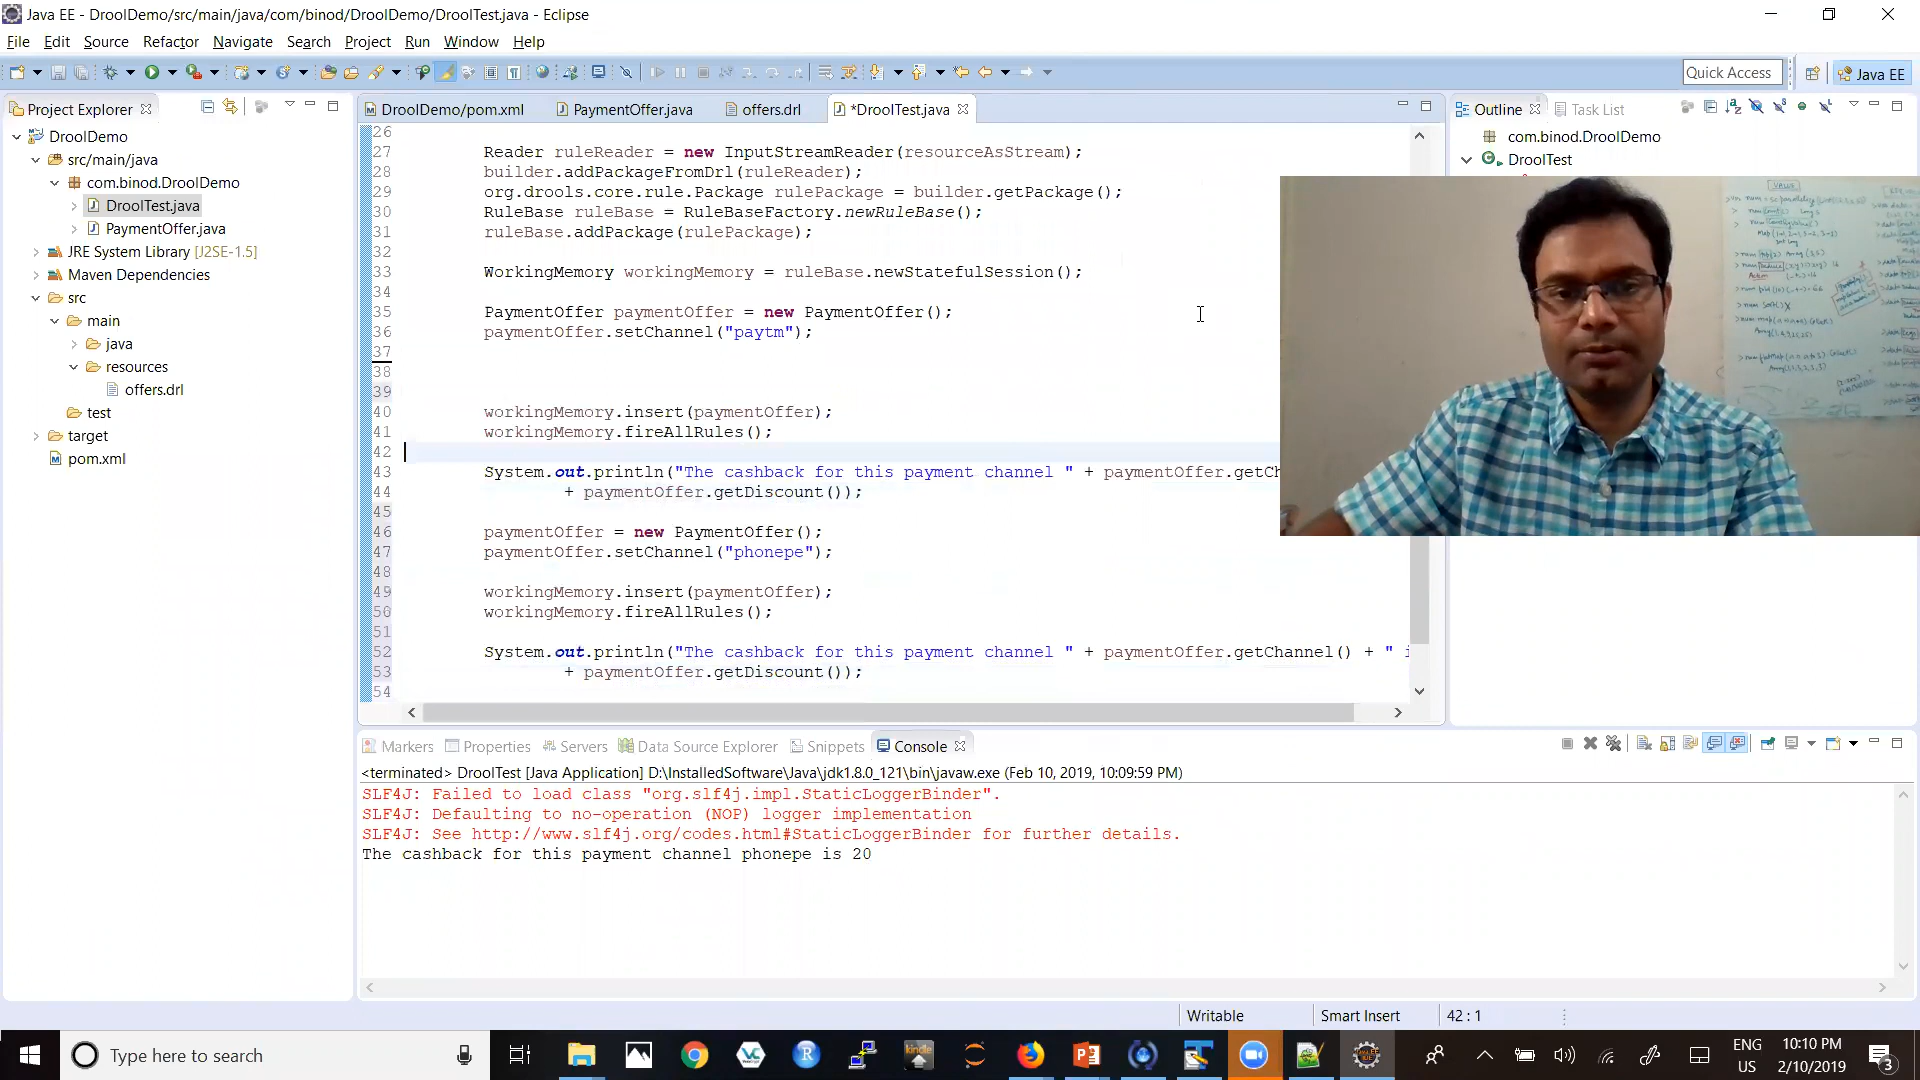 Java EE - DroolDemo/src/main/java/com/binod/DroolDemo/DroolTest.java - Eclipse
File Edit Source Refactor Navigate Search Project Run Window Help
Quick Access
Java EE
Project Explorer
DroolDemo
src/main/java
com.binod.DroolDemo
DroolTest.java
PaymentOffer.java
JRE System Library [J2SE-1.5]
Maven Dependencies
src
main
java
resources
offers.drl
test
target
pom.xml
DroolDemo/pom.xml PaymentOffer.java offers.drl *DroolTest.java
26
27 Reader ruleReader = new InputStreamReader(resourceAsStream);
28 builder.addPackageFromDrl(ruleReader);
29 org.drools.core.rule.Package rulePackage = builder.getPackage();
30 RuleBase ruleBase = RuleBaseFactory.newRuleBase();
31 ruleBase.addPackage(rulePackage);
32
33 WorkingMemory workingMemory = ruleBase.newStatefulSession();
34
35 PaymentOffer paymentOffer = new PaymentOffer();
36 paymentOffer.setChannel("paytm");
37
38
39
40 workingMemory.insert(paymentOffer);
41 workingMemory.fireAllRules();
42
43 System.out.println("The cashback for this payment channel " + paymentOffer.getCh
44 + paymentOffer.getDiscount());
45
46 paymentOffer = new PaymentOffer();
47 paymentOffer.setChannel("phonepe");
48
49 workingMemory.insert(paymentOffer);
50 workingMemory.fireAllRules();
51
52 System.out.println("The cashback for this payment channel " + paymentOffer.getChannel() + " i
53 + paymentOffer.getDiscount());
54
Outline Task List
com.binod.DroolDemo
DroolTest
Markers Properties Servers Data Source Explorer Snippets Console
<terminated> DroolTest [Java Application] D:\InstalledSoftware\Java\jdk1.8.0_121\bin\javaw.exe (Feb 10, 2019, 10:09:59 PM)
SLF4J: Failed to load class "org.slf4j.impl.StaticLoggerBinder".
SLF4J: Defaulting to no-operation (NOP) logger implementation
SLF4J: See http://www.slf4j.org/codes.html#StaticLoggerBinder for further details.
The cashback for this payment channel phonepe is 20
Writable Smart Insert 42 : 1
Type here to search
kindle
ENG
US
10:10 PM
2/10/2019
3